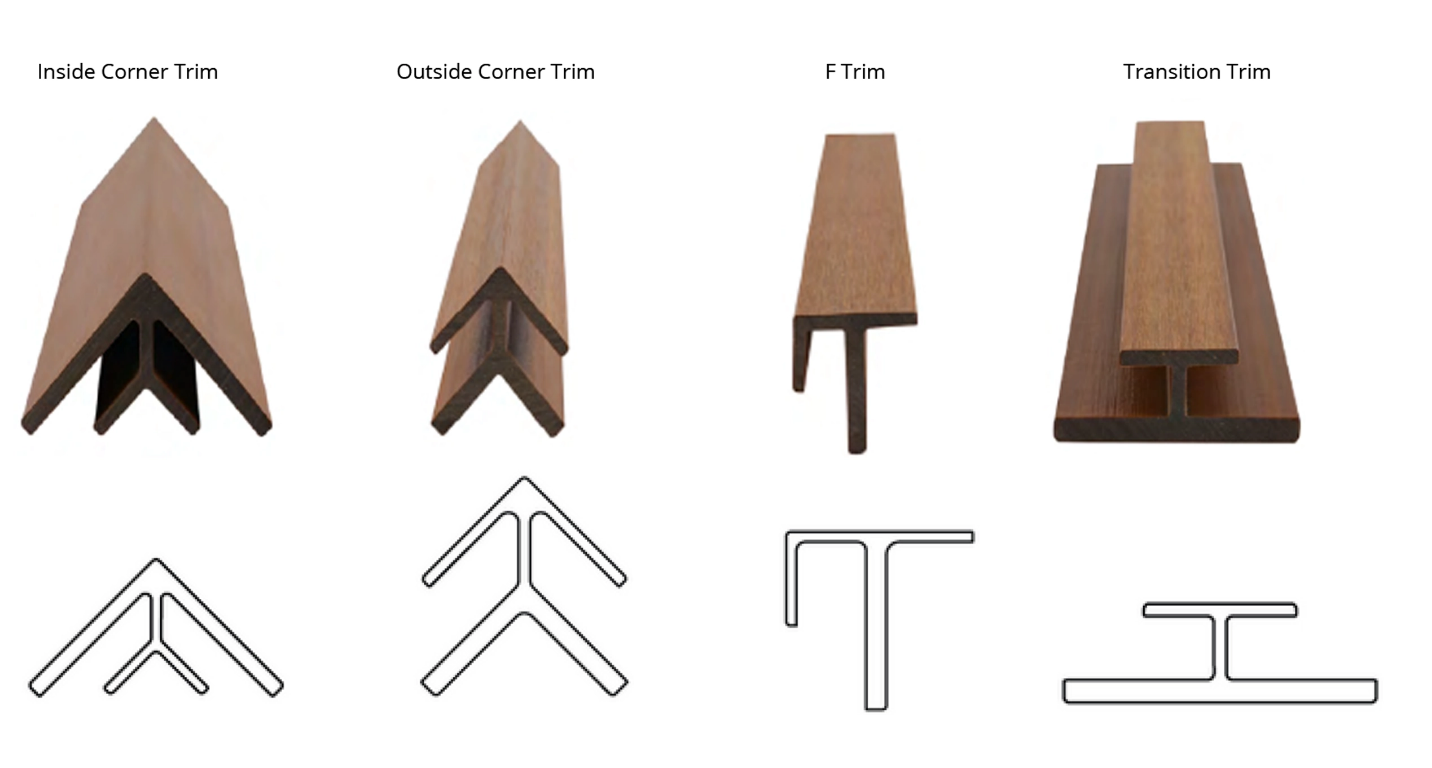 Inside Corner Trim
Outside Corner Trim
F Trim
Transition Trim